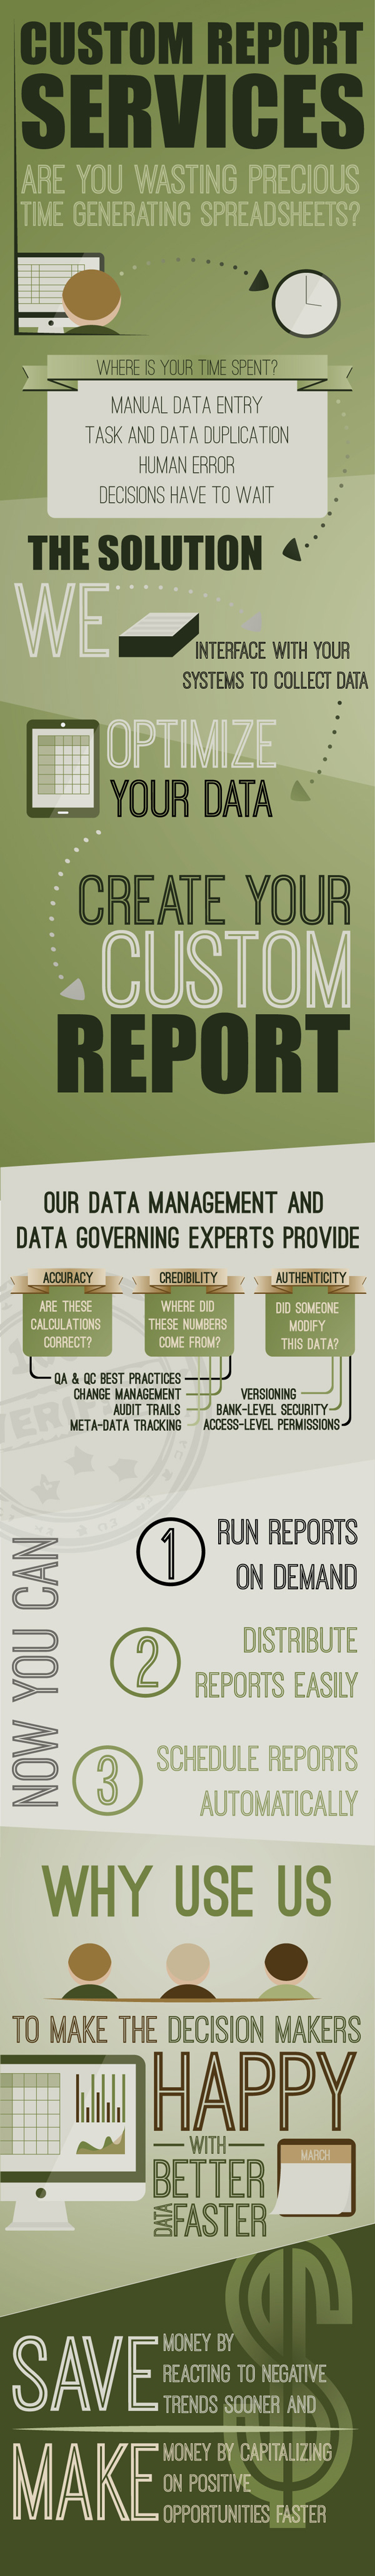 CUSTOM REPORT
SERVICES
ARE YOU WASTING PRECIOUS
TIME GENERATING SPREADSHEETS?
WHERE IS YOUR TIME SPENT?
MANUAL DATA ENTRY
TASK AND DATA DUPLICATION
HUMAN ERROR
DECISIONS HAVE TO WAIT
THE SOLUTION
WE
INTERFACE WITH YOUR
SYSTEMS TO COLLECT DATA
OPTIMIZE
YOUR DATA
CREATE YOUR
CUSTOM
REPORT
OUR DATA MANAGEMENT AND
DATA GOVERNING EXPERTS PROVIDE
ACCURACY
ARE THESE
CALCULATIONS
CORRECT?
CREDIBILITY
WHERE DID
THESE NUMBERS
COME FROM?
AUTHENTICITY
DID SOMEONE
MODIFY
THIS DATA?
QA & QC BEST PRACTICES
CHANGE MANAGEMENT
AUDIT TRAILS
META-DATA TRACKING
VERSIONING
BANK-LEVEL SECURITY
ACCESS-LEVEL PERMISSIONS
NOW YOU CAN
1
RUN REPORTS
ON DEMAND
2
DISTRIBUTE
REPORTS EASILY
3
SCHEDULE REPORTS
AUTOMATICALLY
WHY USE US
TO MAKE THE DECISION MAKERS
HAPPY
WITH
BETTER
DATA
FASTER
MARCH
$
SAVE
MONEY BY
REACTING TO NEGATIVE
TRENDS SOONER AND
MAKE
MONEY BY CAPITALIZING
ON POSITIVE
OPPORTUNITIES FASTER